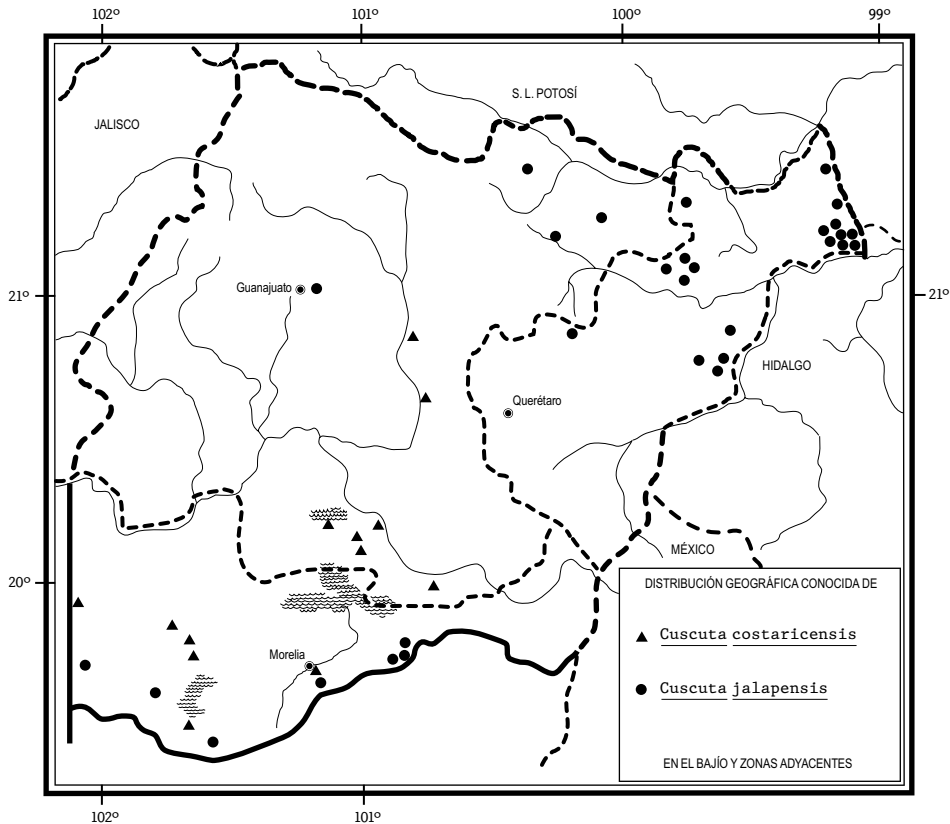 102º 101º 100º 99º
S. L. POTOSÍ
JALISCO
Guanajuato
21º 21º
HIDALGO
Querétaro
MÉXICO
20º
DISTRIBUCIÓN GEOGRÁFICA CONOCIDA DE
Cuscuta costaricensis
Morelia
Cuscuta jalapensis
EN EL BAJÍO Y ZONAS ADYACENTES
102º 101º